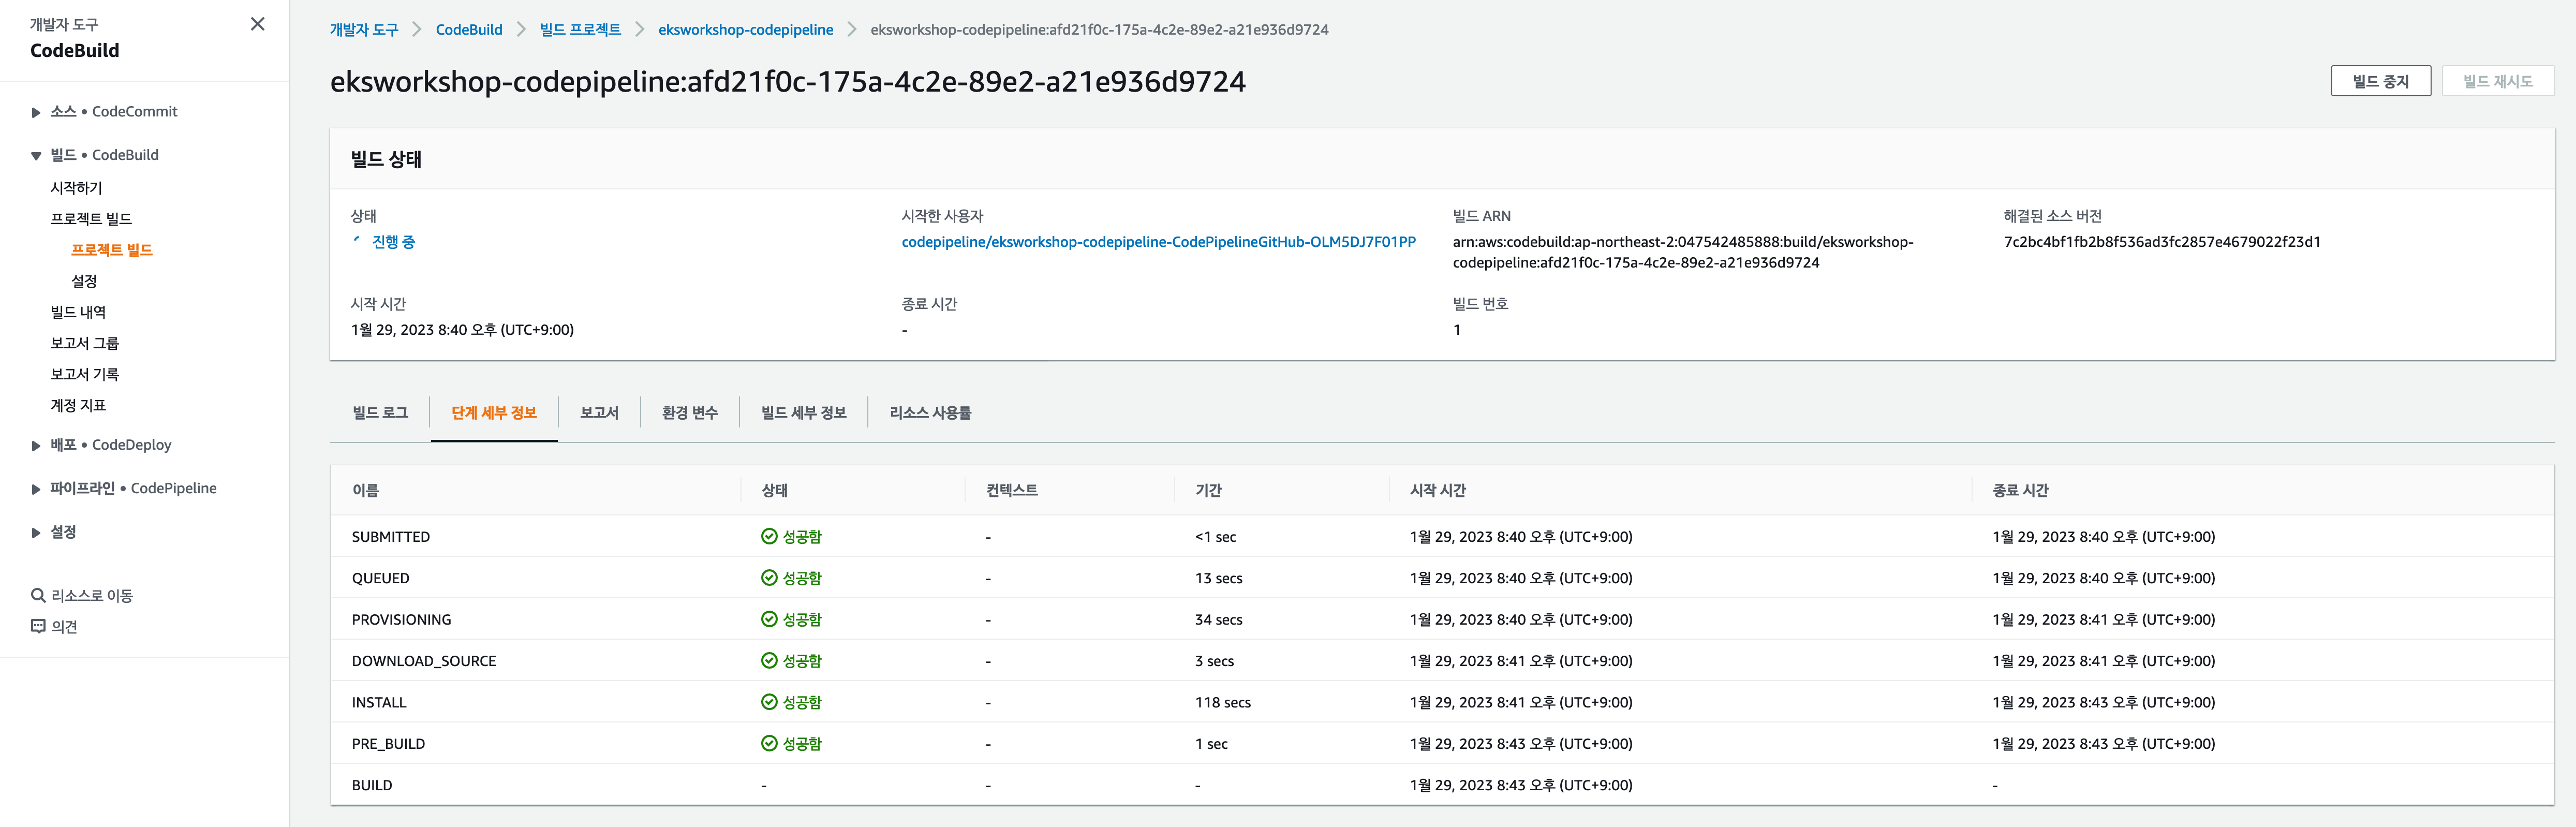 개발자 도구
CodeBuild
소스 • CodeCommit
빌드 • CodeBuild
시작하기
프로젝트 빌드
프로젝트 빌드
설정
빌드 내역
보고서 그룹
보고서 기록
계정 지표
배포 • CodeDeploy
파이프라인 • CodePipeline
설정
리소스로 이동
의견
개발자 도구 CodeBuild 빌드 프로젝트 eksworkshop-codepipeline eksworkshop-codepipeline:afd21f0c-175a-4c2e-89e2-a21e936d9724
eksworkshop-codepipeline:afd21f0c-175a-4c2e-89e2-a21e936d9724
빌드 중지 빌드 재시도
빌드 상태
상태
진행 중
시작한 사용자
codepipeline/eksworkshop-codepipeline-CodePipelineGitHub-OLM5DJ7F01PP
빌드 ARN
arn:aws:codebuild:ap-northeast-2:047542485888:build/eksworkshop-
codepipeline:afd21f0c-175a-4c2e-89e2-a21e936d9724
해결된 소스 버전
7c2bc4bf1fb2b8f536ad3fc2857e4679022f23d1
시작 시간
1월 29, 2023 8:40 오후 (UTC+9:00)
종료 시간
-
빌드 번호
1
빌드 로그 단계 세부 정보 보고서 환경 변수 빌드 세부 정보 리소스 사용률
이름 상태 컨텍스트 기간 시작 시간 종료 시간
SUBMITTED 성공함 - <1 sec 1월 29, 2023 8:40 오후 (UTC+9:00) 1월 29, 2023 8:40 오후 (UTC+9:00)
QUEUED 성공함 - 13 secs 1월 29, 2023 8:40 오후 (UTC+9:00) 1월 29, 2023 8:40 오후 (UTC+9:00)
PROVISIONING 성공함 - 34 secs 1월 29, 2023 8:40 오후 (UTC+9:00) 1월 29, 2023 8:41 오후 (UTC+9:00)
DOWNLOAD_SOURCE 성공함 - 3 secs 1월 29, 2023 8:41 오후 (UTC+9:00) 1월 29, 2023 8:41 오후 (UTC+9:00)
INSTALL 성공함 - 118 secs 1월 29, 2023 8:41 오후 (UTC+9:00) 1월 29, 2023 8:43 오후 (UTC+9:00)
PRE_BUILD 성공함 - 1 sec 1월 29, 2023 8:43 오후 (UTC+9:00) 1월 29, 2023 8:43 오후 (UTC+9:00)
BUILD - - - 1월 29, 2023 8:43 오후 (UTC+9:00) -